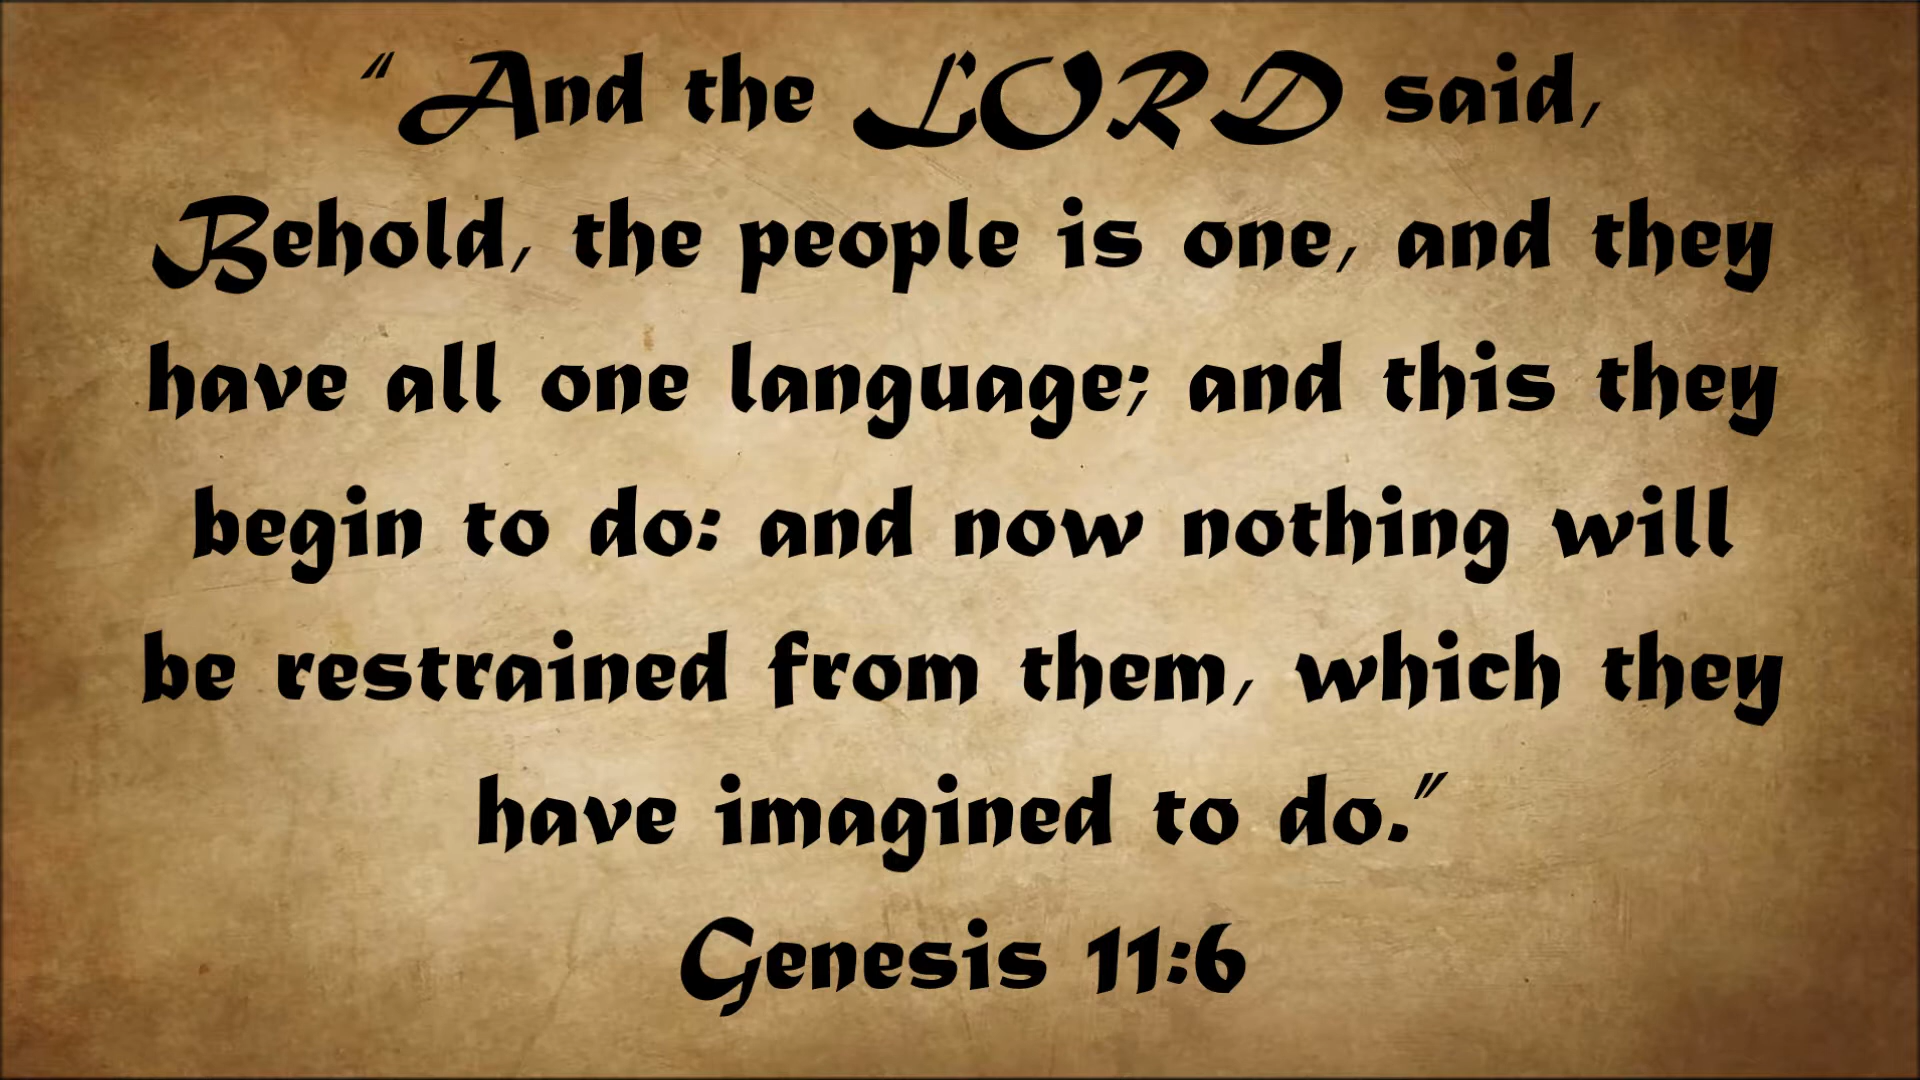 “And the LORD said,
Behold, the people is one, and they
have all one language; and this they
begin to do: and now nothing will
be restrained from them, which they
have imagined to do.”
Genesis 11:6